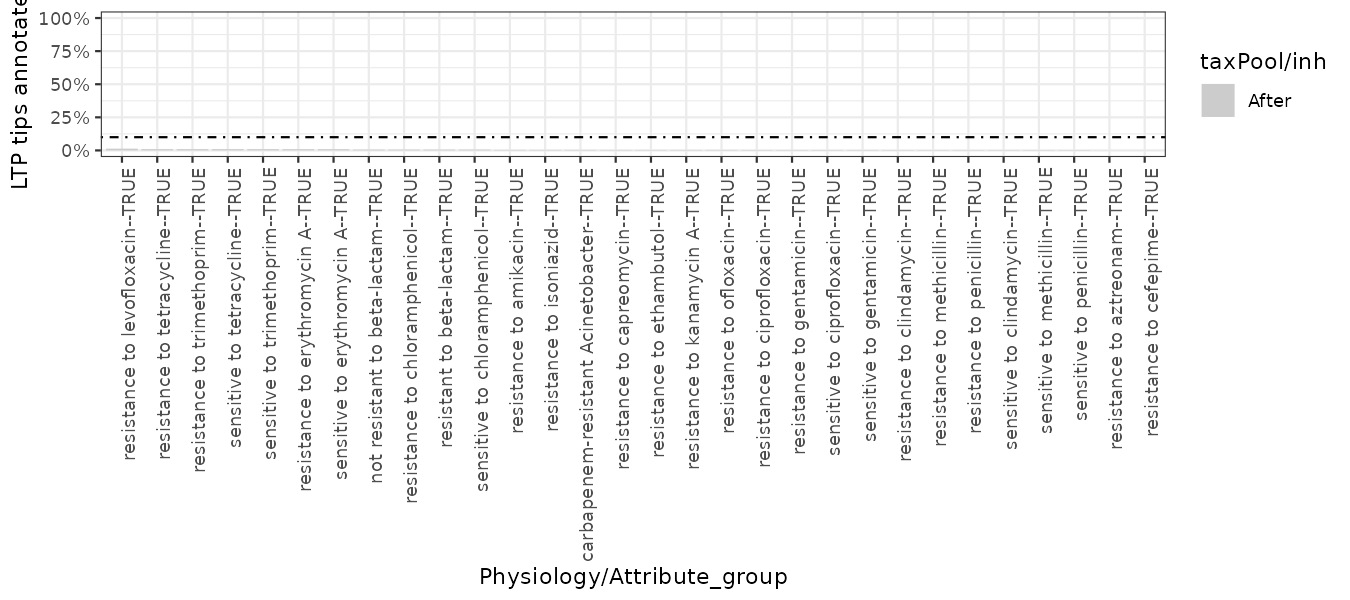 LTP tips annotate
100%
75%
50%
25%
0%
taxPool/inh
After
resistance to levofloxacin--TRUE
resistance to tetracycline--TRUE
resistance to trimethoprim--TRUE
sensitive to tetracycline--TRUE
sensitive to trimethoprim--TRUE
resistance to erythromycin A--TRUE
sensitive to erythromycin A--TRUE
not resistant to beta-lactam--TRUE
resistance to chloramphenicol--TRUE
resistant to beta-lactam--TRUE
sensitive to chloramphenicol--TRUE
resistance to amikacin--TRUE
resistance to isoniazid--TRUE
carbapenem-resistant Acinetobacter--TRUE
resistance to capreomycin--TRUE
resistance to ethambutol--TRUE
resistance to kanamycin A--TRUE
resistance to ofloxacin--TRUE
resistance to ciprofloxacin--TRUE
resistance to gentamicin--TRUE
sensitive to ciprofloxacin--TRUE
sensitive to gentamicin--TRUE
resistance to clindamycin--TRUE
resistance to methicillin--TRUE
resistance to penicillin--TRUE
sensitive to clindamycin--TRUE
sensitive to methicillin--TRUE
sensitive to penicillin--TRUE
resistance to aztreonam--TRUE
resistance to cefepime--TRUE
Physiology/Attribute_group